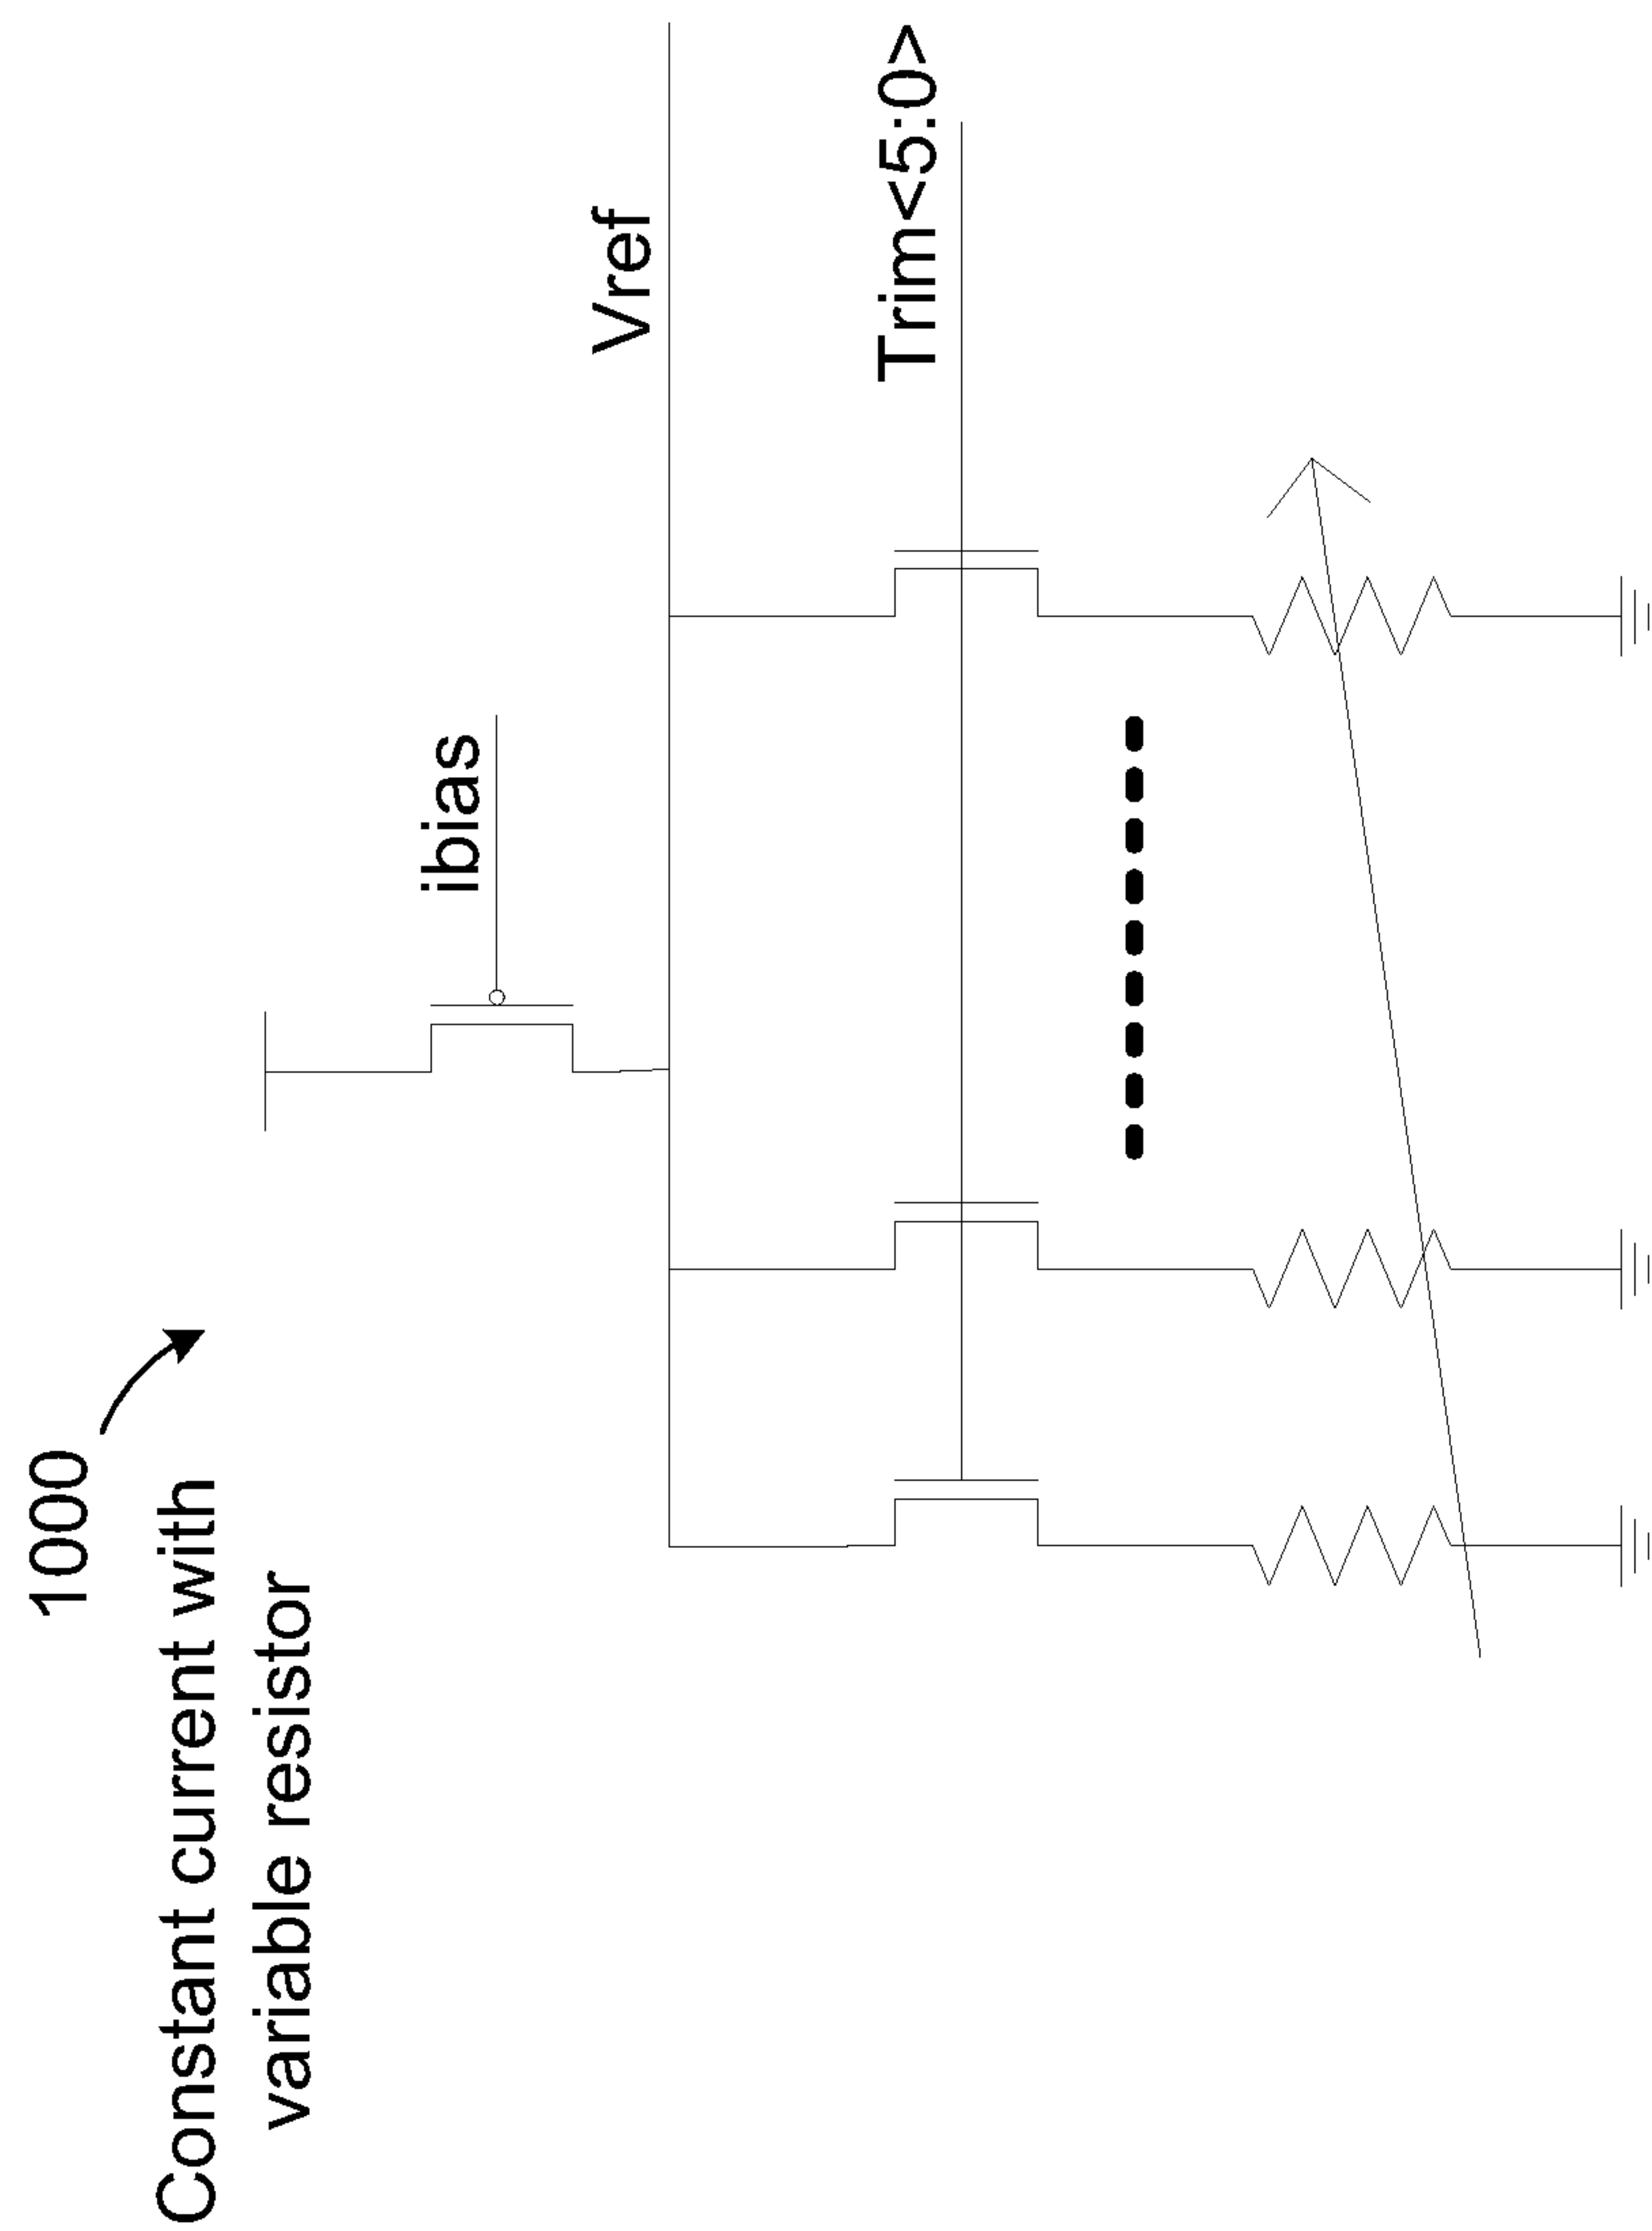 1000
Constant current with
variable resistor
ibias
Vref
Trim<5:0>